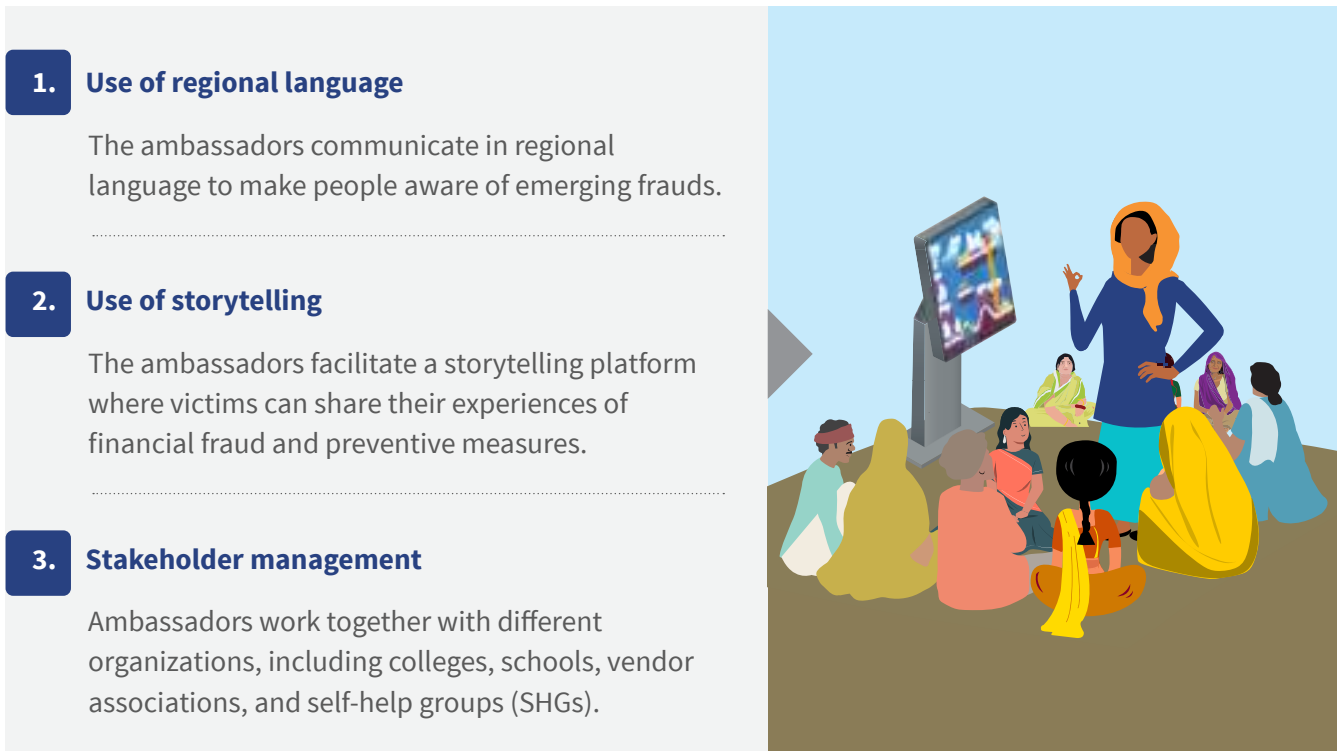 1. Use of regional language
The ambassadors communicate in regional
language to make people aware of emerging frauds.
2. Use of storytelling
The ambassadors facilitate a storytelling platform
where victims can share their experiences of
financial fraud and preventive measures.
3. Stakeholder management
Ambassadors work together with different
organizations, including colleges, schools, vendor
associations, and self-help groups (SHGs).